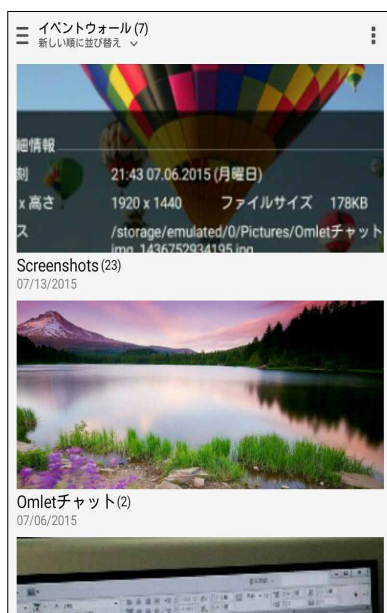 イベントウォール (7)
新しい順に並び替え
細情報
刻 21:43 07.06.2015 (月曜日)
x 高さ 1920 x 1440 ファイルサイズ 178KB
ス /storage/emulated/0/Pictures/Omletチャット
img_1436752934195.jpg
Screenshots (23)
07/13/2015
Omletチャット(2)
07/06/2015